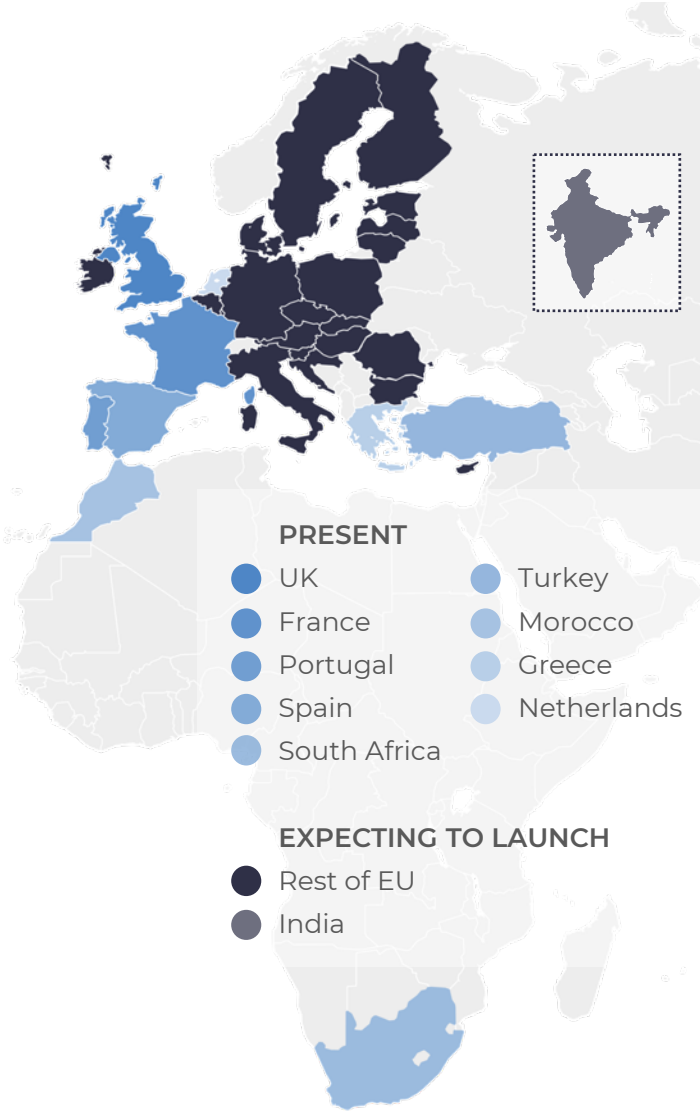 PRESENT
UK
France
Portugal
Spain
South Africa
Turkey
Morocco
Greece
Netherlands
EXPECTING TO LAUNCH
Rest of EU
India